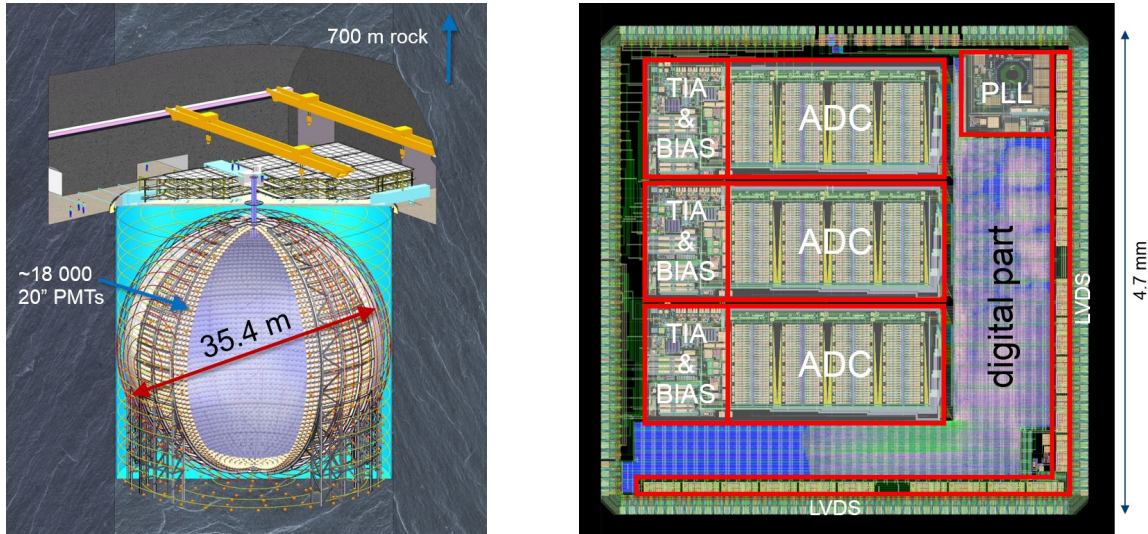 700 m rock
~18 000
20” PMTs
35.4 m
TIA
&
BIAS
ADC
PLL
TIA
&
BIAS
ADC
TIA
&
BIAS
ADC
digital part
LVDS
LVDS
4,7 mm